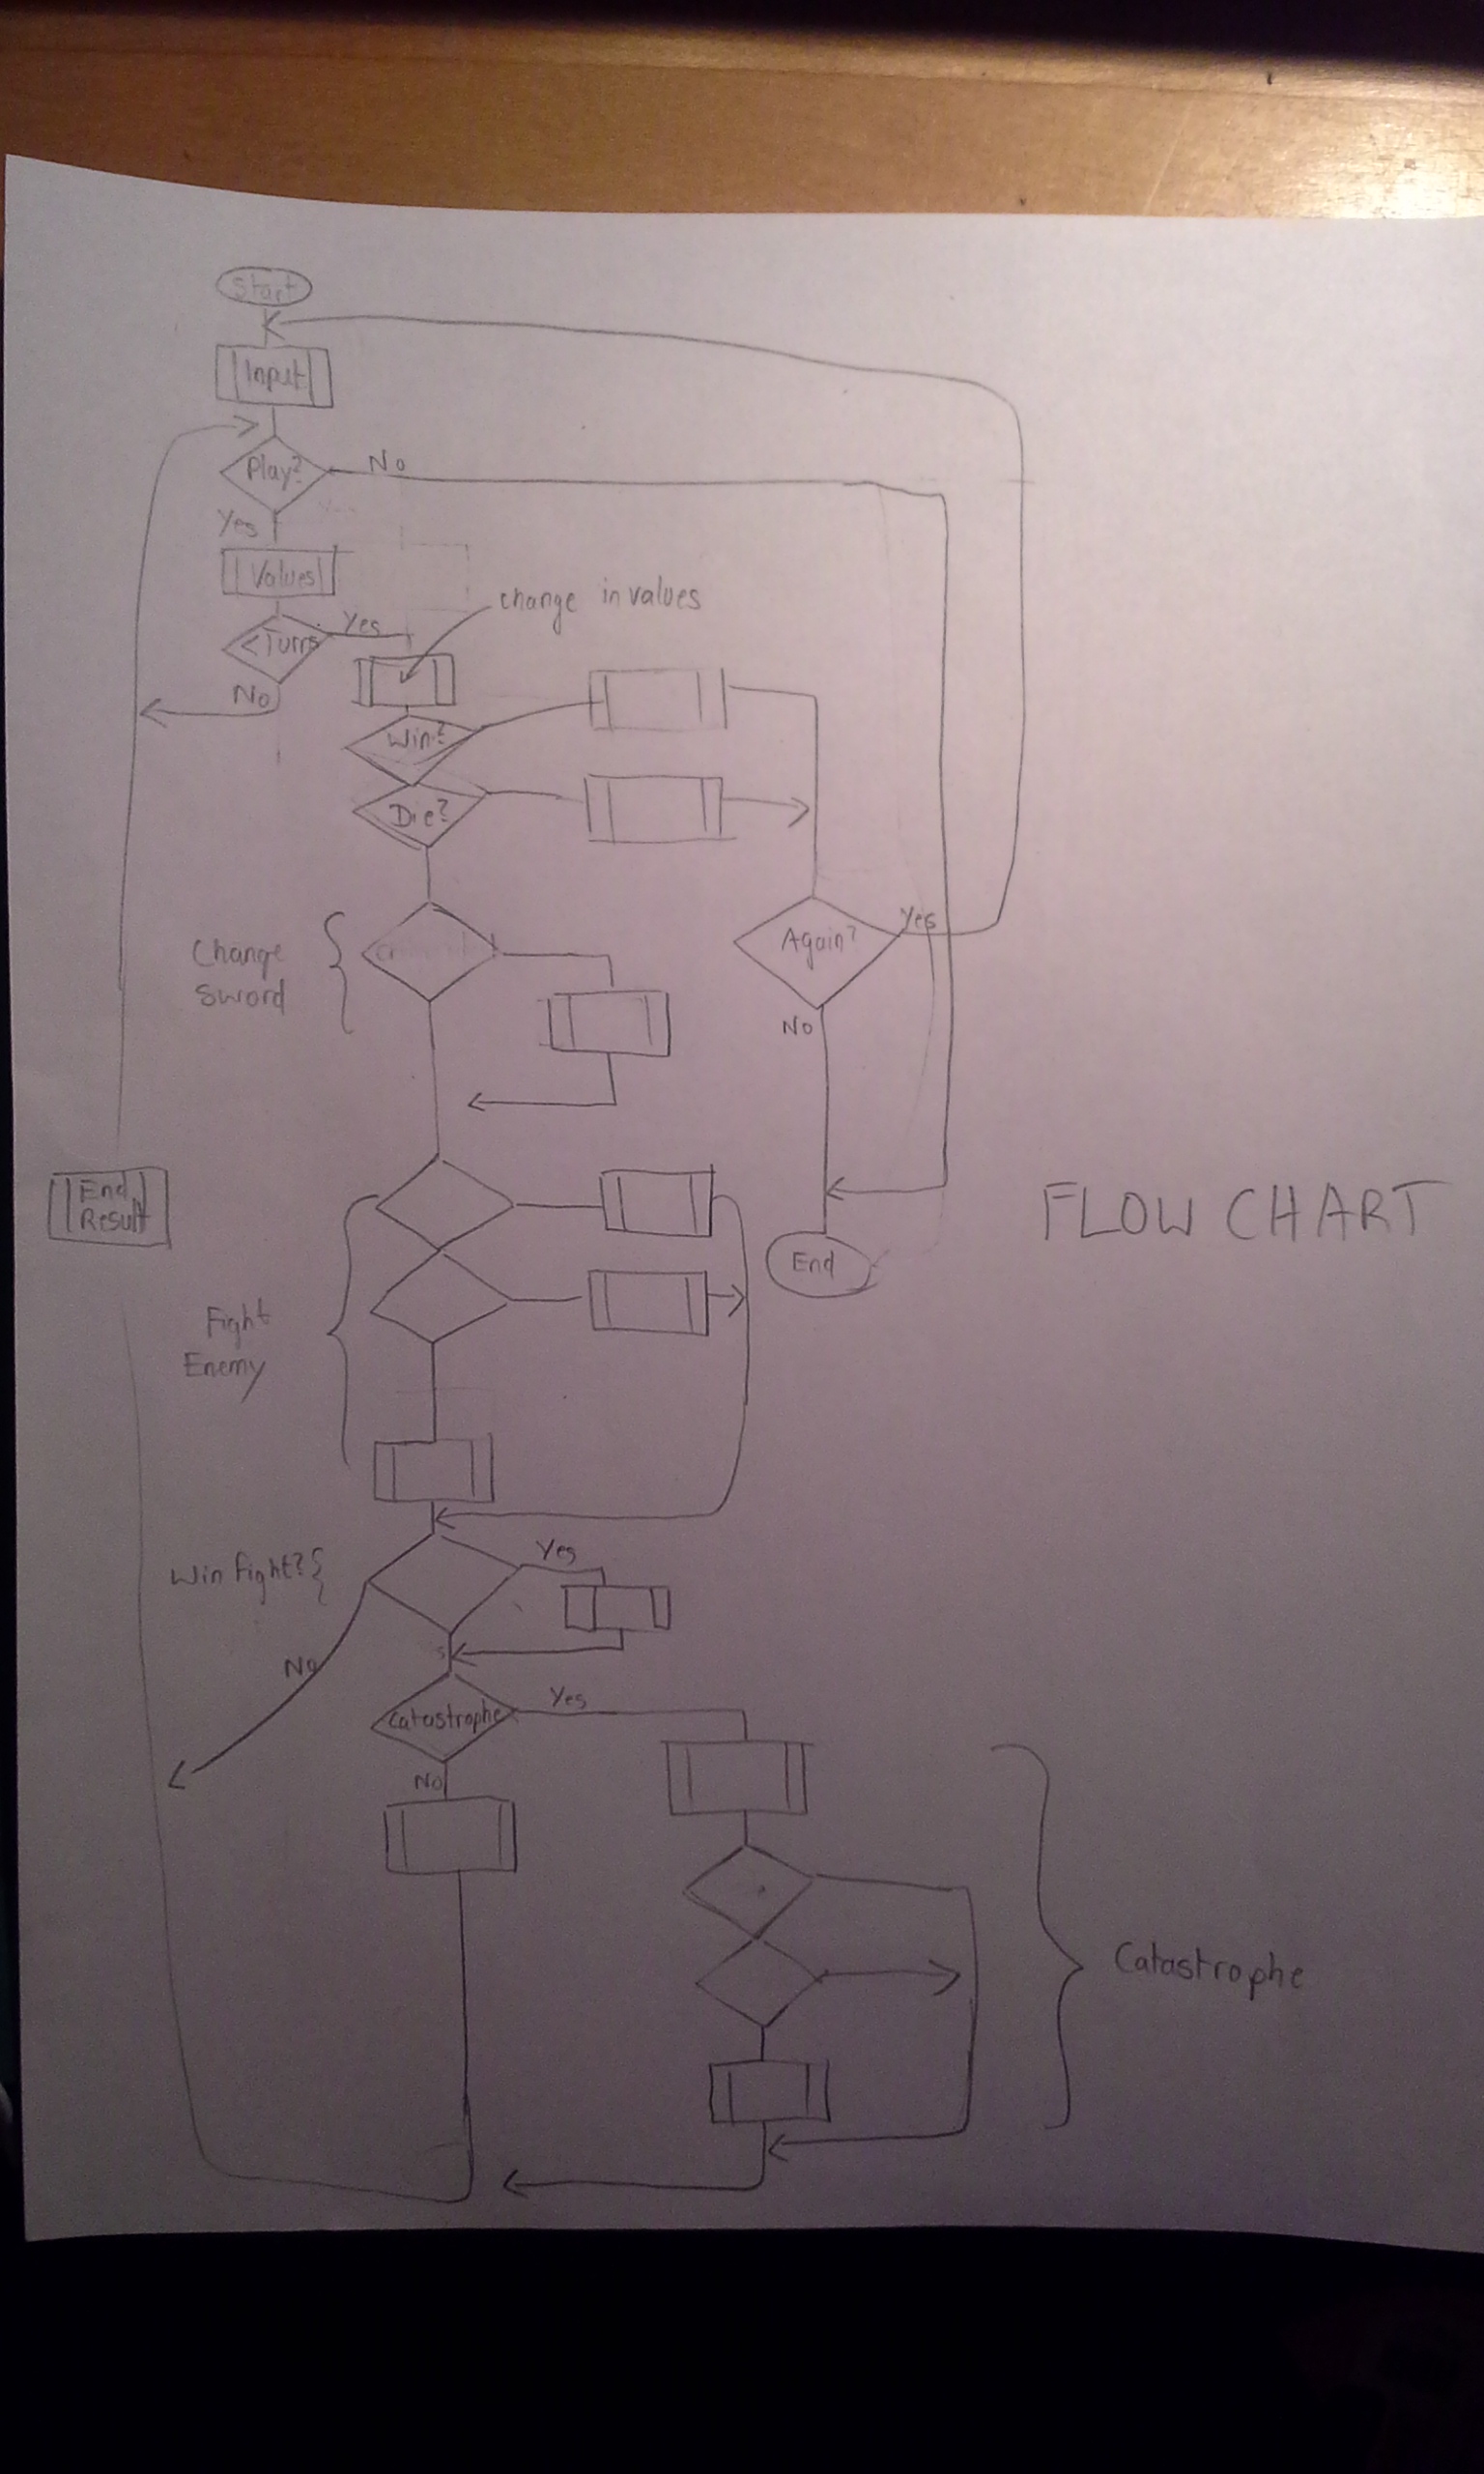 Start
Input
Play?
No
Yes
Values
<Turns
Yes
No
change in values
Win?
Die?
Change
Sword
Again?
Yes
No
End
Result
End
FLOW CHART
Fight
Enemy
Win Fight?
Yes
No
Catastrophe
Yes
No
Catastrophe